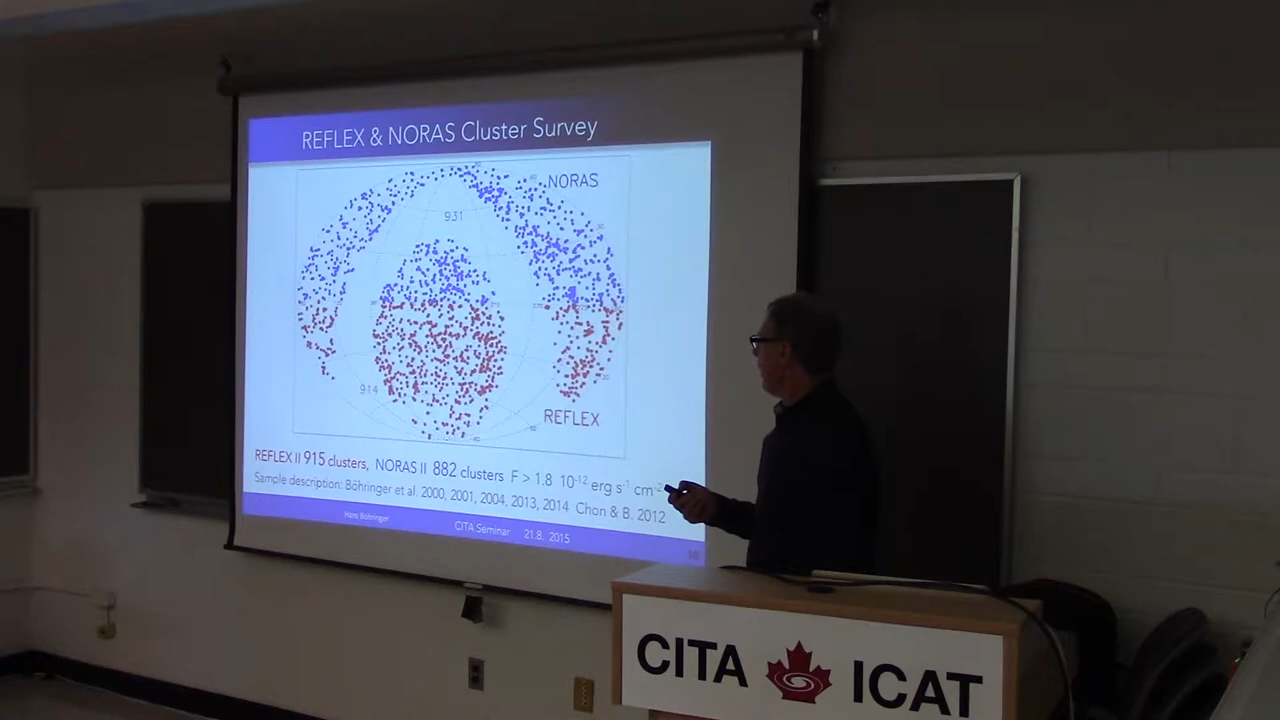 REFLEX & NORAS Cluster Survey
NORAS
931
914
REFLEX
REFLEX II 915 clusters, NORAS II 882 clusters F > 1.8 10⁻¹² erg s⁻¹ cm⁻²
Sample description: Böhringer et al. 2000, 2001, 2004, 2013, 2014 Chon & B. 2012
Hans Böhringer
CITA Seminar 21.8. 2015
CITA ICAT